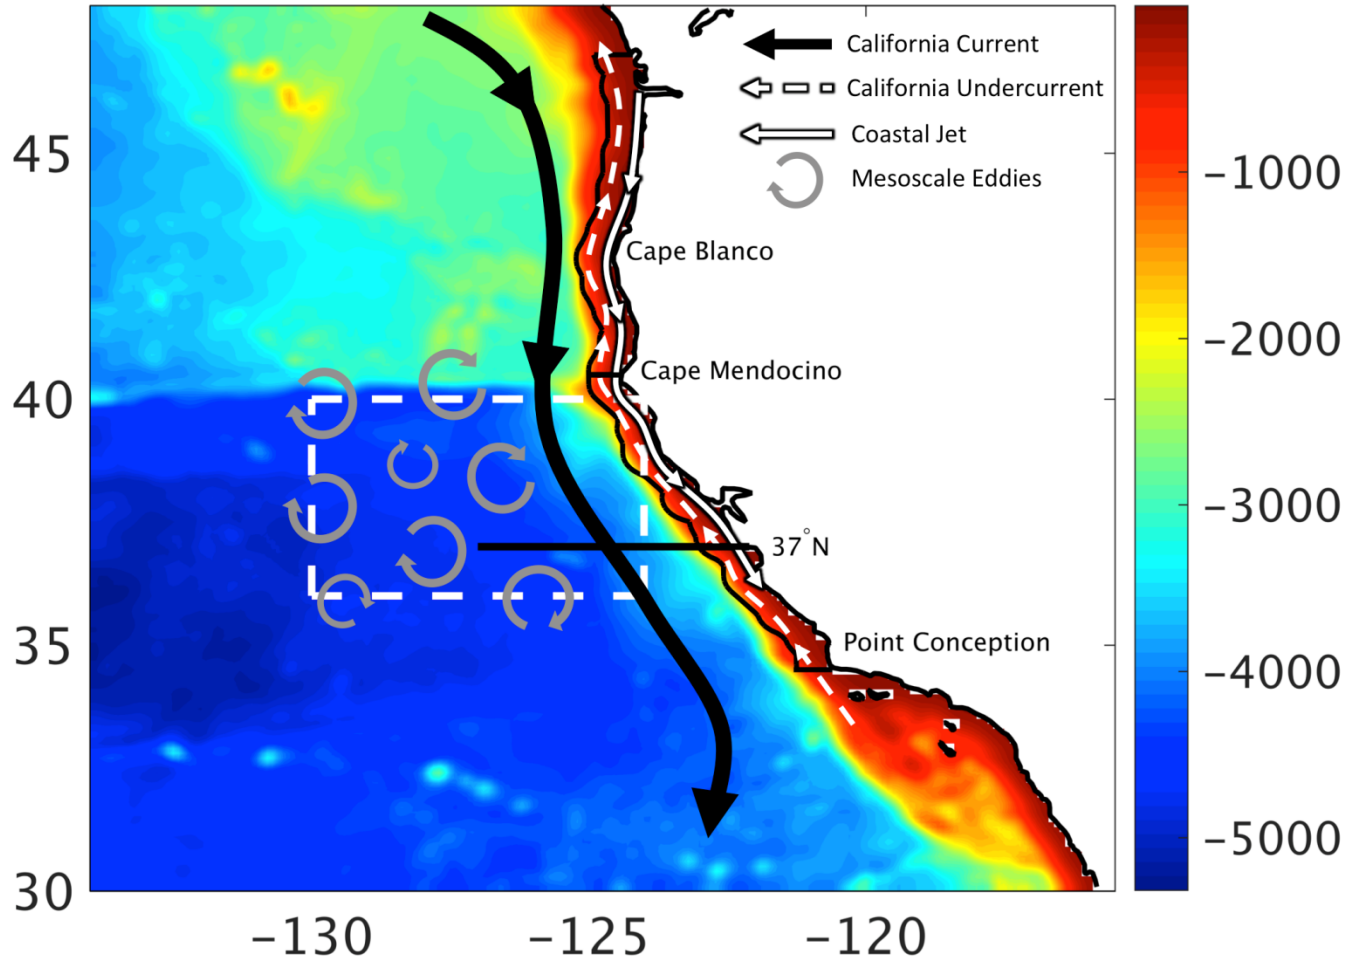 California Current
California Undercurrent
Coastal Jet
Mesoscale Eddies
45
Cape Blanco
Cape Mendocino
40
37°N
35
Point Conception
30
-130
-125
-120
-1000
-2000
-3000
-4000
-5000